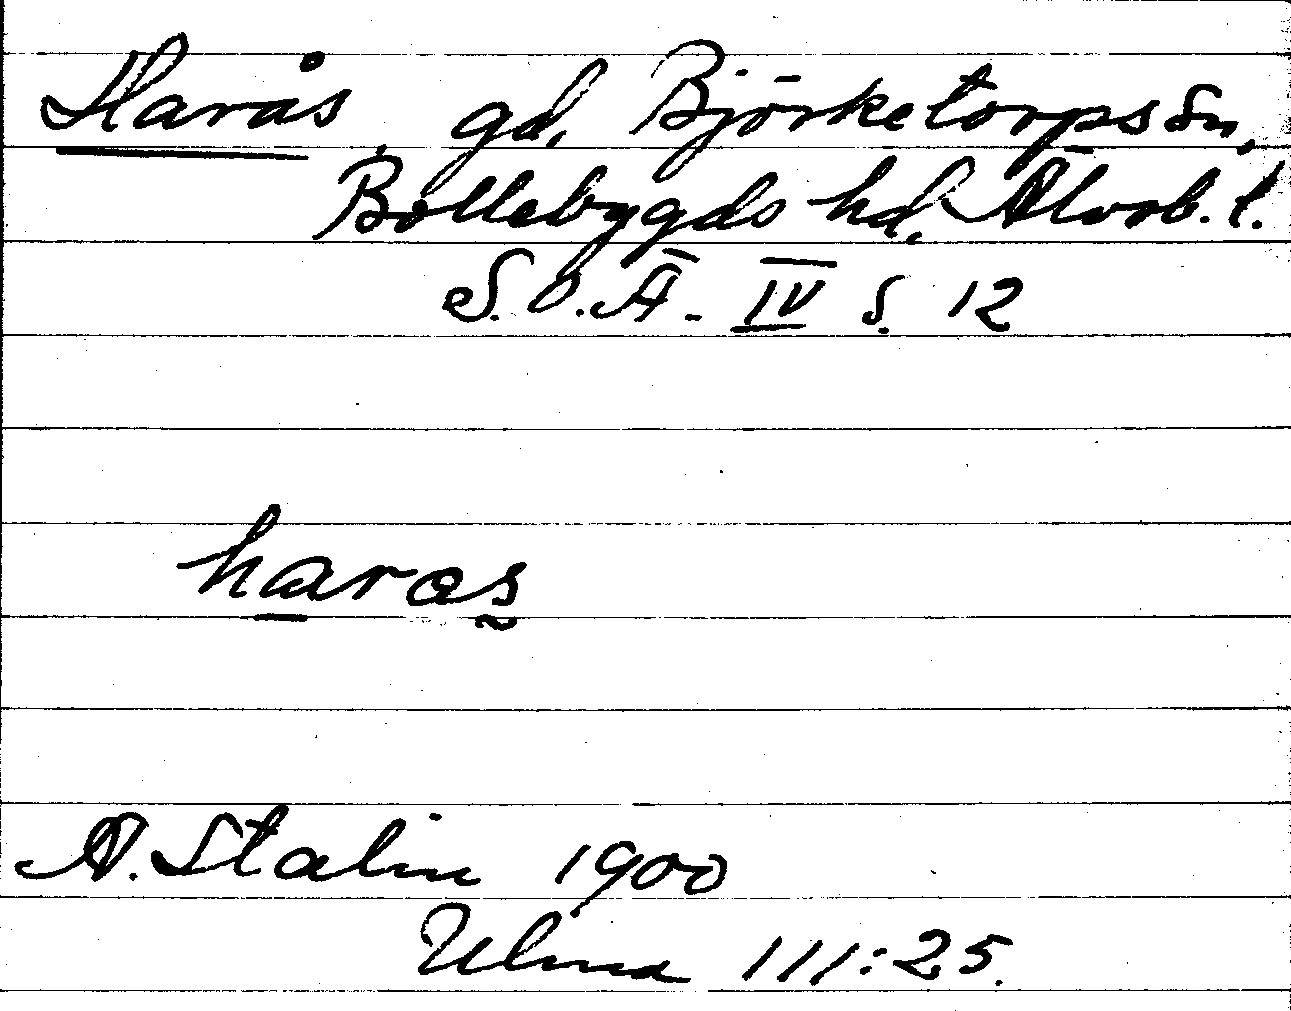 Harås, gd, Björketorps sn,
Bollebygds hd, Älvsb. l.
S.O.Ä. IV s. 12
haras
A. Stalin 1900
Ulma 111:25.